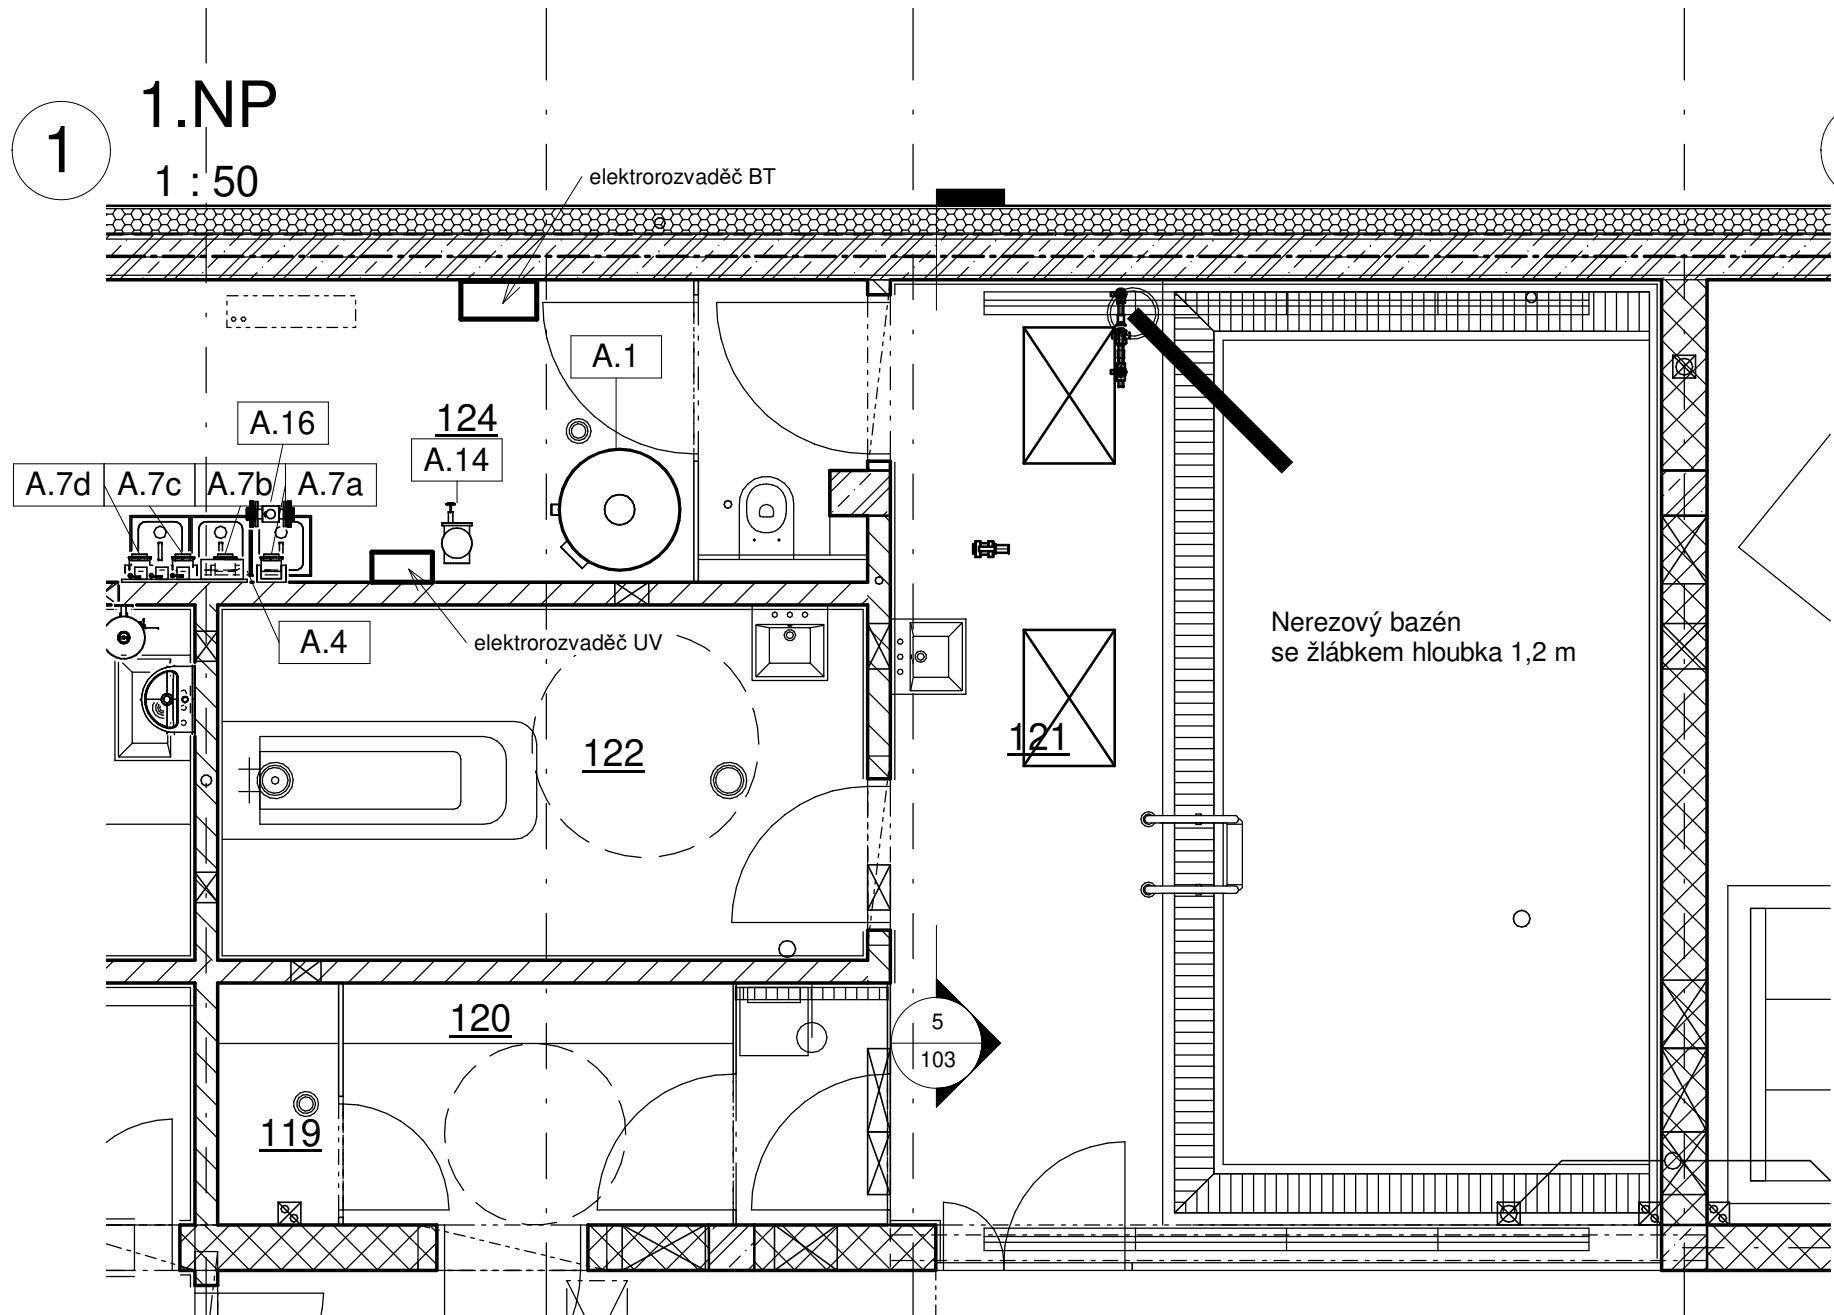 1
1.NP
1 : 50
elektrorozvaděč BT
A.1
124
A.16
A.14
A.7d
A.7c
A.7b
A.7a
A.4
elektrorozvaděč UV
Nerezový bazén
se žlábkem hloubka 1,2 m
122
121
120
5
103
119